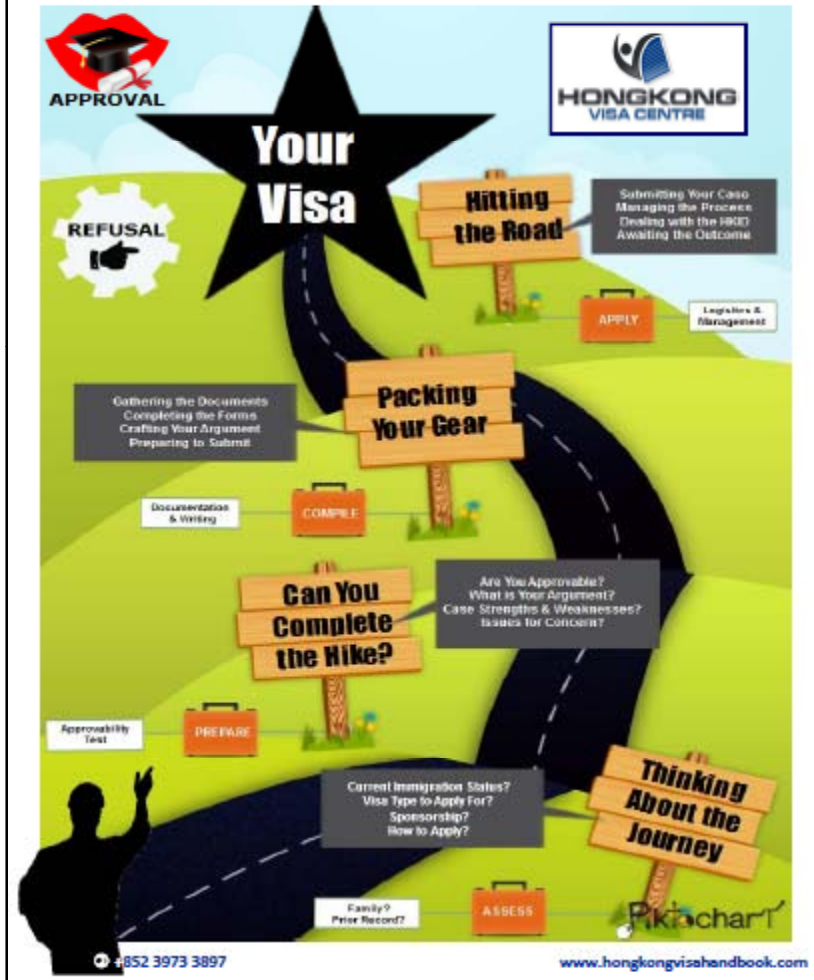 APPROVAL
HONGKONG
VISA CENTRE
Your
Visa
REFUSAL
Hitting
the Road
Submitting Your Case
Managing the Process
Dealing with the HKID
Awaiting the Outcome
APPLY
Logistics &
Management
Packing
Your Gear
Gathering the Documents
Completing the Forms
Crafting Your Argument
Preparing to Submit
Documentation
& Writing
COMPILE
Can You
Complete
the Hike?
Are You Approvable?
What is Your Argument?
Case Strengths & Weaknesses?
Issues for Concern?
Approvability
Test
PREPARE
Thinking
About the
Journey
Current Immigration Status?
Visa Type to Apply For?
Sponsorship?
How to Apply?
Family?
Prior Record?
ASSESS
Piktochart
+852 3973 3897
www.hongkongvisahandbook.com